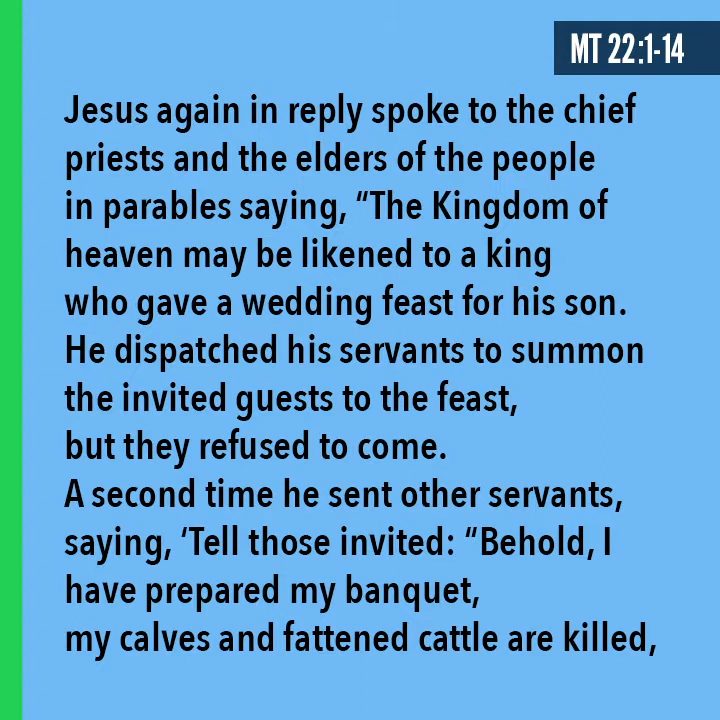 MT 22:1-14
Jesus again in reply spoke to the chief
priests and the elders of the people
in parables saying, “The Kingdom of
heaven may be likened to a king
who gave a wedding feast for his son.
He dispatched his servants to summon
the invited guests to the feast,
but they refused to come.
A second time he sent other servants,
saying, ‘Tell those invited: “Behold, I
have prepared my banquet,
my calves and fattened cattle are killed,